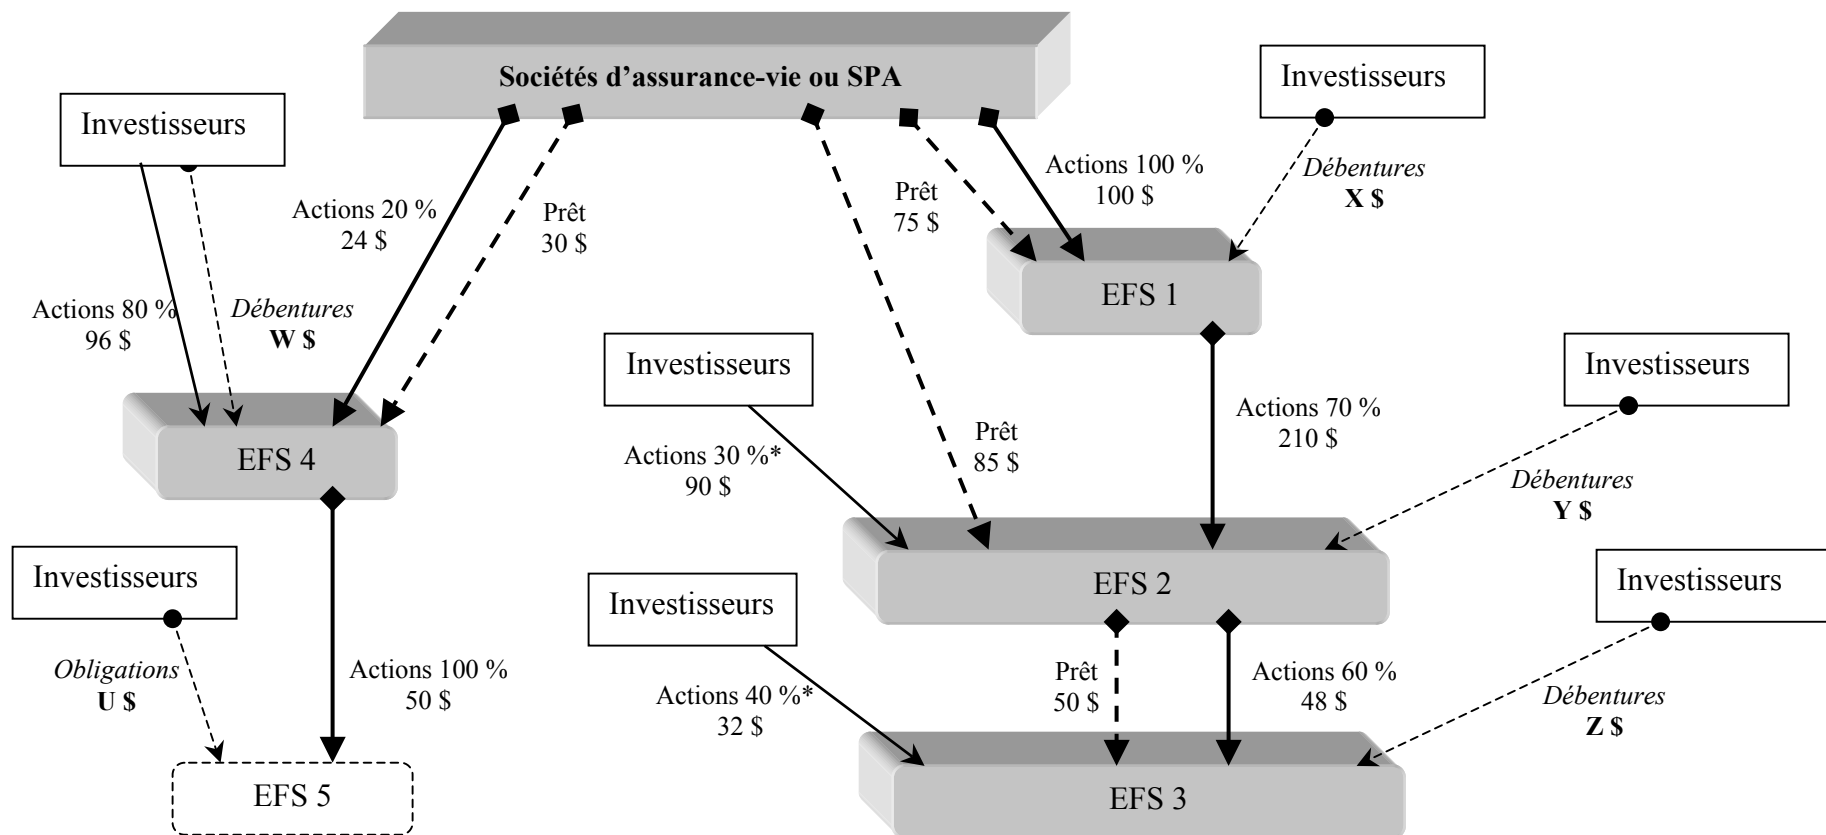 Sociétés d’assurance-vie ou SPA
Investisseurs
Investisseurs
Actions 20 %
24 $
Prêt
30 $
Prêt
75 $
Actions 100 %
100 $
Débentures
X $
Actions 80 %
96 $
Débentures
W $
EFS 1
Investisseurs
Investisseurs
EFS 4
Actions 30 %*
90 $
Prêt
85 $
Actions 70 %
210 $
Débentures
Y $
Investisseurs
Obligations
U $
Actions 100 %
50 $
EFS 2
Investisseurs
Investisseurs
Actions 40 %*
32 $
Prêt
50 $
Actions 60 %
48 $
Débentures
Z $
EFS 5
EFS 3